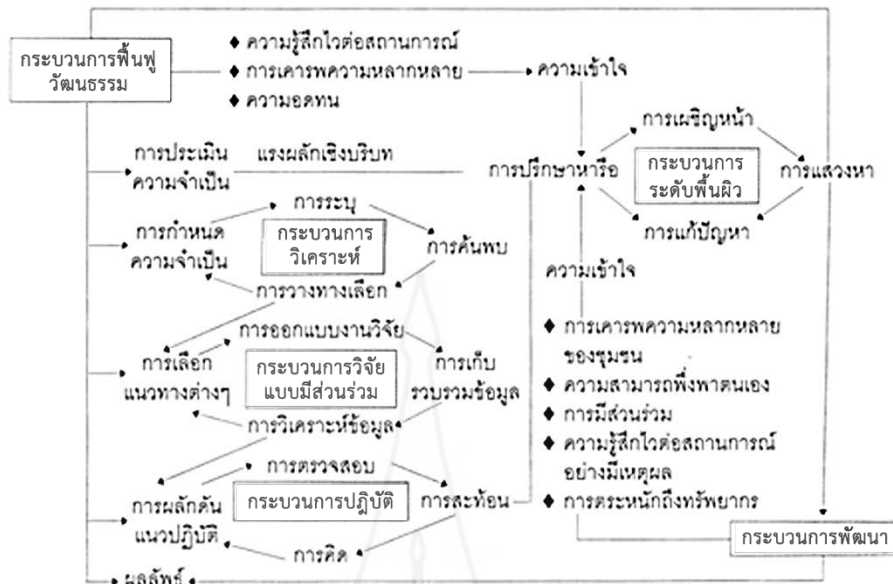 กระบวนการฟื้นฟู
วัฒนธรรม
♦ ความรู้สึกไวต่อสถานการณ์
♦ การเคารพความหลากหลาย
♦ ความอดทน
ความเข้าใจ
การเผชิญหน้า
การประเมิน
ความจำเป็น
แรงผลักเชิงบริบท
การปรึกษาหารือ
กระบวนการ
ระดับพื้นผิว
การแสวงหา
การแก้ปัญหา
การระบุ
การกำหนด
ความจำเป็น
กระบวนการ
วิเคราะห์
การค้นพบ
การวางทางเลือก
ความเข้าใจ
การออกแบบงานวิจัย
การเลือก
แนวทางต่างๆ
กระบวนการวิจัย
แบบมีส่วนร่วม
การเก็บ
รวบรวมข้อมูล
การวิเคราะห์ข้อมูล
♦ การเคารพความหลากหลาย
ของชุมชน
♦ ความสามารถพึ่งพาตนเอง
♦ การมีส่วนร่วม
♦ ความรู้สึกไวต่อสถานการณ์
อย่างมีเหตุผล
♦ การตระหนักถึงทรัพยากร
การตรวจสอบ
การผลักดัน
แนวปฏิบัติ
กระบวนการปฎิบัติ
การสะท้อน
การคิด
กระบวนการพัฒนา
ผลลัพธ์